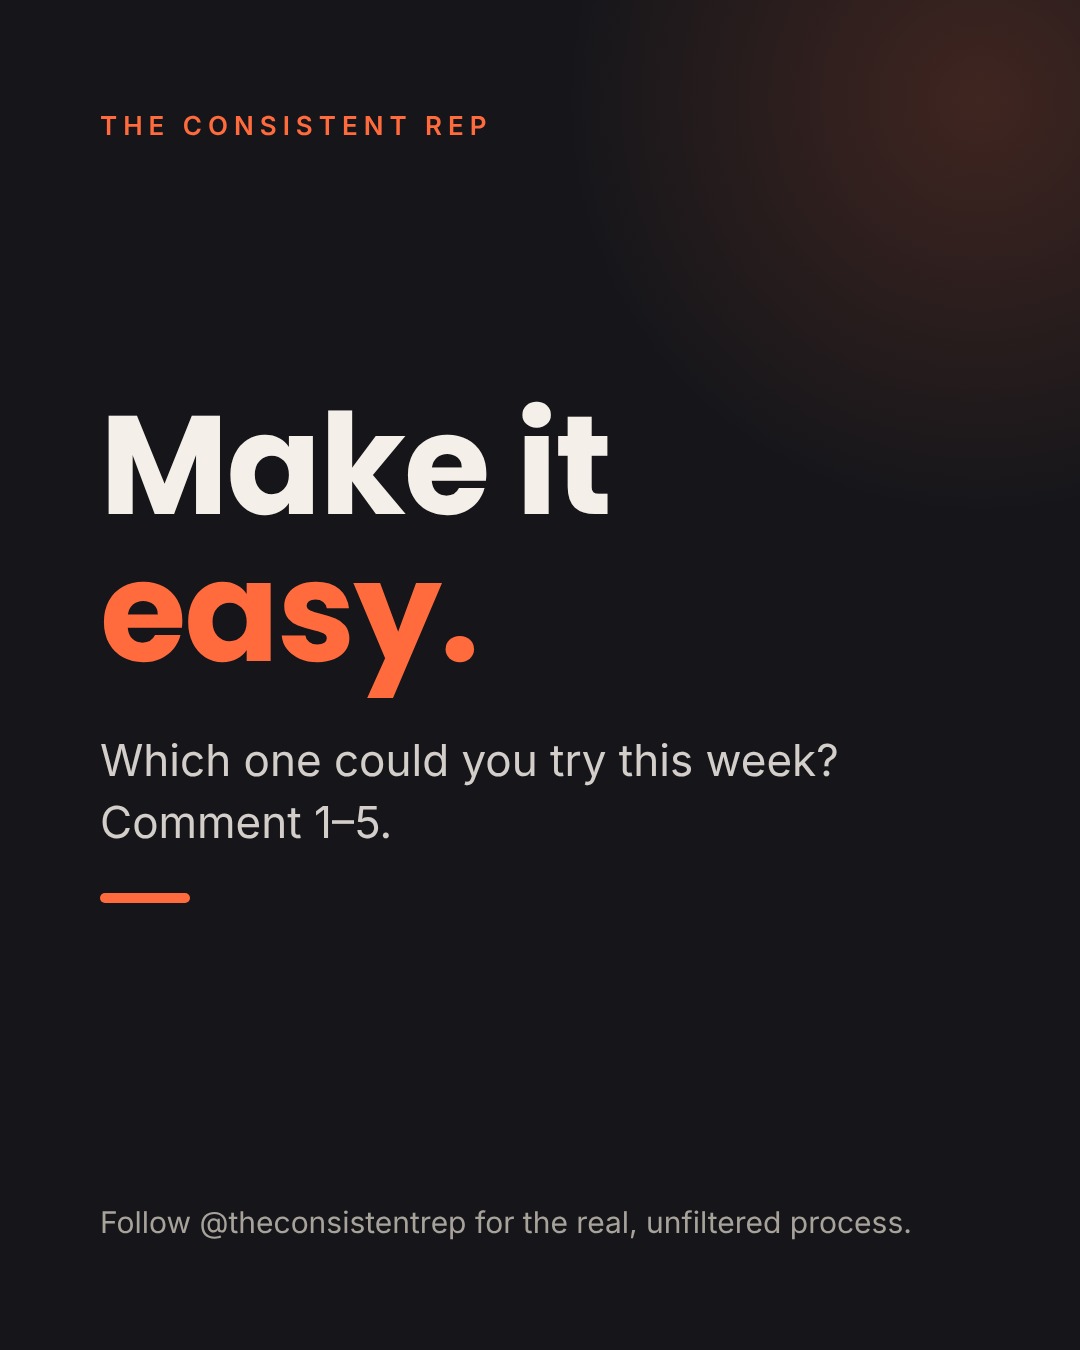 THE CONSISTENT REP
Make it
easy.
Which one could you try this week?
Comment 1–5.
Follow @theconsistentrep for the real, unfiltered process.